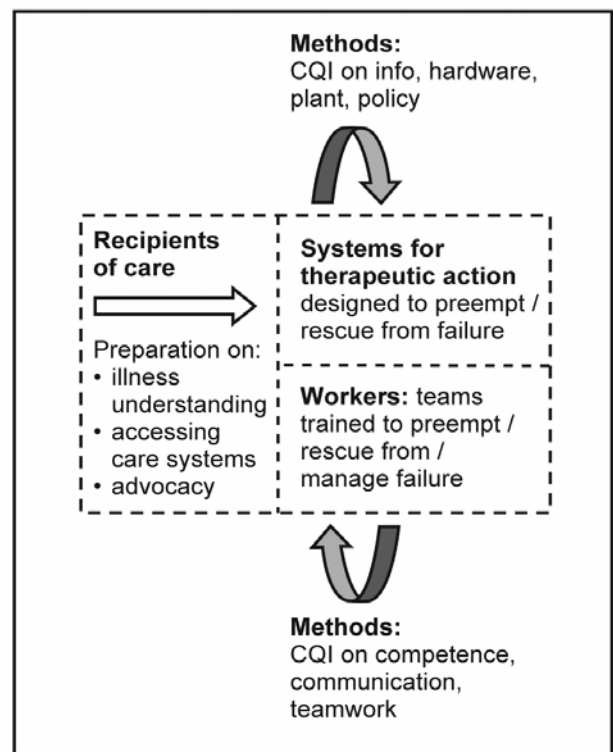 Methods:
CQI on info, hardware,
plant, policy
Recipients
of care
Preparation on:
• illness
understanding
• accessing
care systems
• advocacy
Systems for
therapeutic action
designed to preempt /
rescue from failure
Workers: teams
trained to preempt /
rescue from /
manage failure
Methods:
CQI on competence,
communication,
teamwork